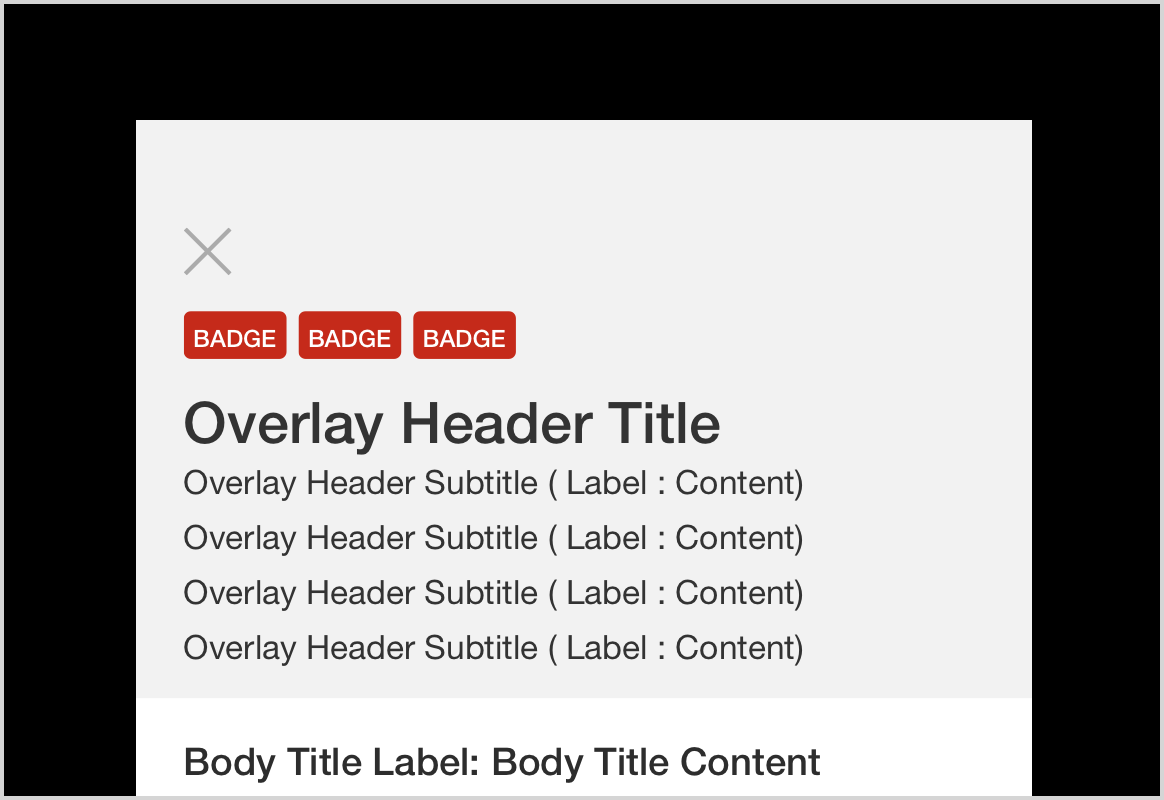 BADGE BADGE BADGE
Overlay Header Title
Overlay Header Subtitle ( Label : Content)
Overlay Header Subtitle ( Label : Content)
Overlay Header Subtitle ( Label : Content)
Overlay Header Subtitle ( Label : Content)
Body Title Label: Body Title Content